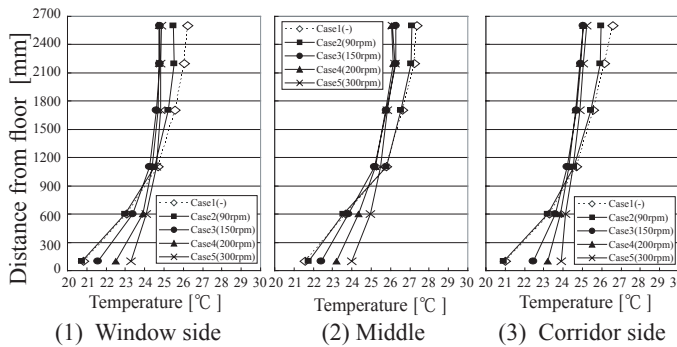 Distance from floor [mm]
2700
2400
2100
1800
1500
1200
900
600
300
0
Case1(-)
Case2(90rpm)
Case3(150rpm)
Case4(200rpm)
Case5(300rpm)
20 21 22 23 24 25 26 27 28 29 30
Temperature [℃]
(1) Window side
Case1(-)
Case2(90rpm)
Case3(150rpm)
Case4(200rpm)
Case5(300rpm)
20 21 22 23 24 25 26 27 28 29 30
Temperature [℃]
(2) Middle
Case1(-)
Case2(90rpm)
Case3(150rpm)
Case4(200rpm)
Case5(300rpm)
20 21 22 23 24 25 26 27 28 29 30
Temperature [℃]
(3) Corridor side